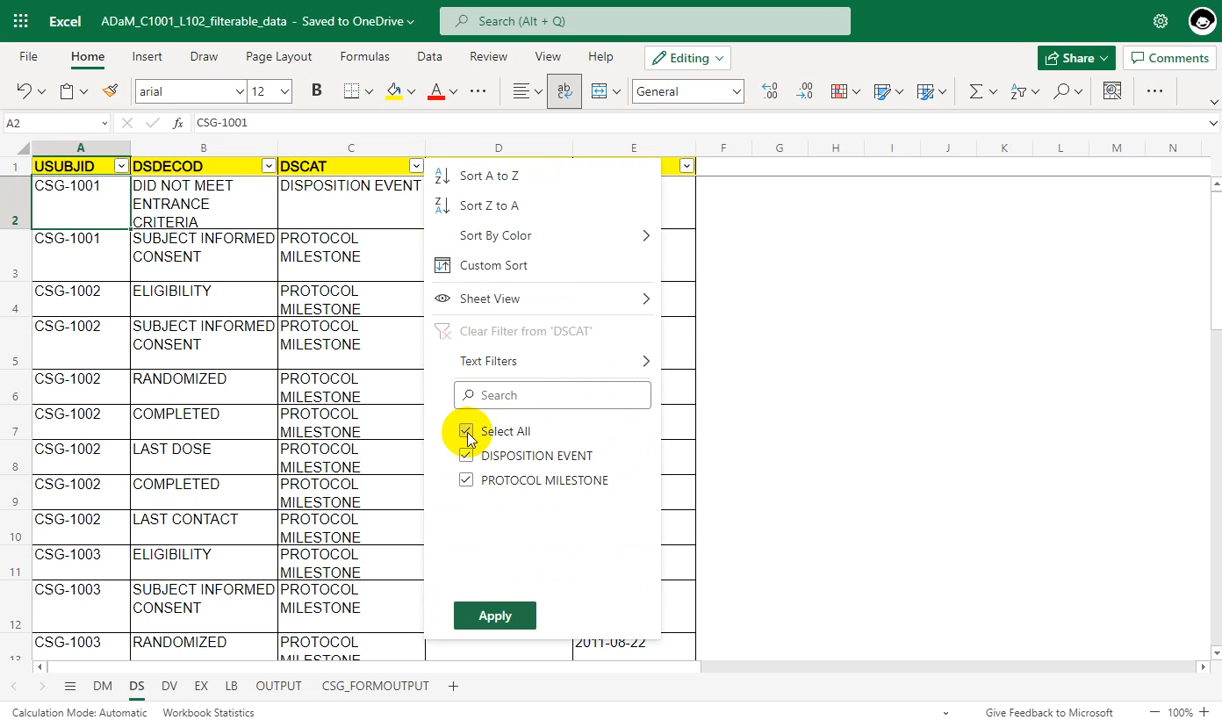 Excel ADaM_C1001_L102_filterable_data - Saved to OneDrive Search (Alt + Q)
File Home Insert Draw Page Layout Formulas Data Review View Help Editing Share Comments
arial 12 B A ab c General .00 .00
A2 fx CSG-1001
A B C D E F G H I J K L M N
1 USUBJID DSDECOD DSCAT
2 CSG-1001 DID NOT MEET ENTRANCE CRITERIA DISPOSITION EVENT
3 CSG-1001 SUBJECT INFORMED CONSENT PROTOCOL MILESTONE
4 CSG-1002 ELIGIBILITY PROTOCOL MILESTONE
5 CSG-1002 SUBJECT INFORMED CONSENT PROTOCOL MILESTONE
6 CSG-1002 RANDOMIZED PROTOCOL MILESTONE
7 CSG-1002 COMPLETED PROTOCOL MILESTONE
8 CSG-1002 LAST DOSE PROTOCOL MILESTONE
9 CSG-1002 COMPLETED PROTOCOL MILESTONE
10 CSG-1002 LAST CONTACT PROTOCOL MILESTONE
11 CSG-1003 ELIGIBILITY PROTOCOL MILESTONE
12 CSG-1003 SUBJECT INFORMED CONSENT PROTOCOL MILESTONE
13 CSG-1003 RANDOMIZED PROTOCOL MILESTONE 2011-08-22
Sort A to Z
Sort Z to A
Sort By Color
Custom Sort
Sheet View
Clear Filter from 'DSCAT'
Text Filters
Search
Select All
DISPOSITION EVENT
PROTOCOL MILESTONE
Apply
DM DS DV EX LB OUTPUT CSG_FORMOUTPUT +
Calculation Mode: Automatic Workbook Statistics Give Feedback to Microsoft — 100% +